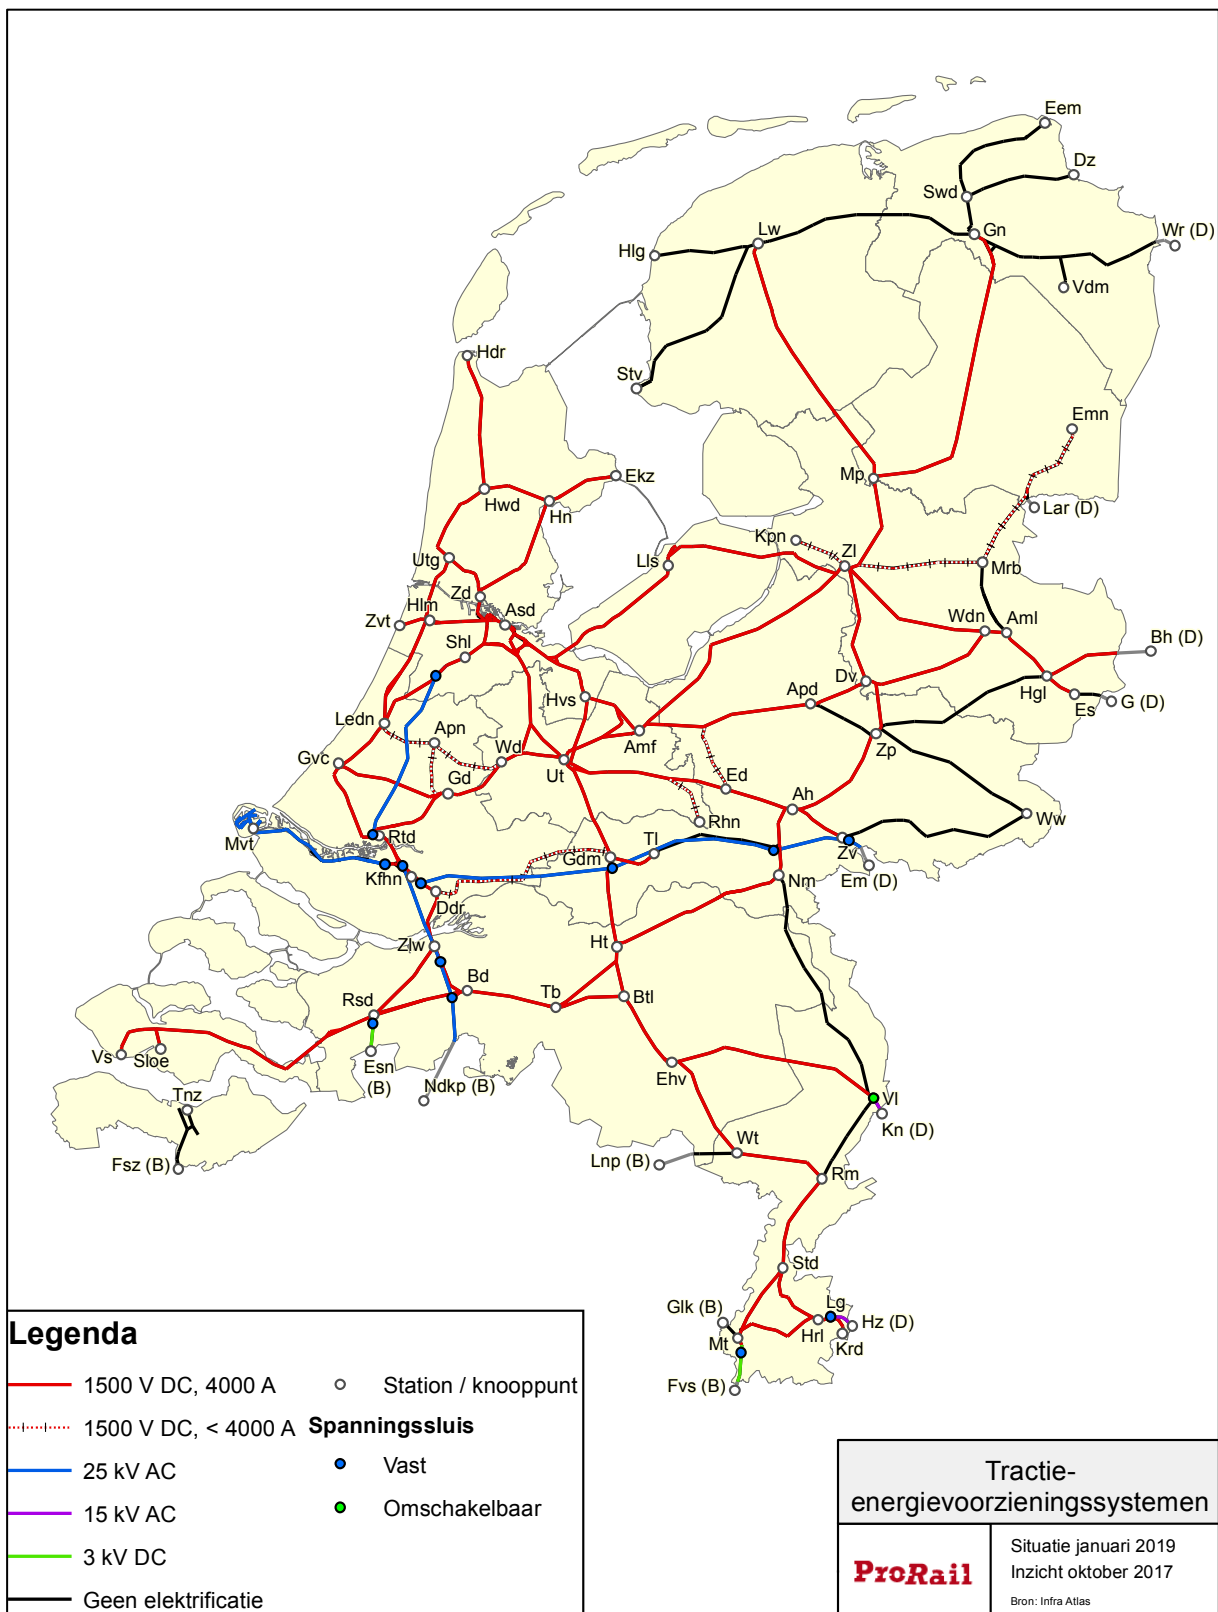 Eem
Dz
Swd
Gn
Wr (D)
Lw
Hlg
Vdm
Hdr
Stv
Emn
Ekz
Mp
Hwd
Hn
Lar (D)
Kpn
Zl
Utg
Lls
Mrb
Zd
Hlm
Asd
Zvt
Wdn
Aml
Bh (D)
Shl
Dv
Hgl
Apd
Hvs
Es
G (D)
Ledn
Apn
Amf
Zp
Wd
Gvc
Ut
Gd
Ed
Ah
Ww
Rhn
Mvt
Rtd
Tl
Zv
Gdm
Kfhn
Em (D)
Nm
Ddr
Zlw
Ht
Bd
Btl
Tb
Rsd
Vs
Sloe
Esn
(B)
Ehv
Ndkp (B)
Tnz
Vl
Kn (D)
Wt
Fsz (B)
Lnp (B)
Rm
Std
Glk (B)
Lg
Hz (D)
Mt
Hrl
Krd
Fvs (B)
Legenda
1500 V DC, 4000 A
1500 V DC, < 4000 A
25 kV AC
15 kV AC
3 kV DC
Geen elektrificatie
Station / knooppunt
Spanningssluis
Vast
Omschakelbaar
Tractie-
energievoorzieningssystemen
ProRail
Situatie januari 2019
Inzicht oktober 2017
Bron: Infra Atlas